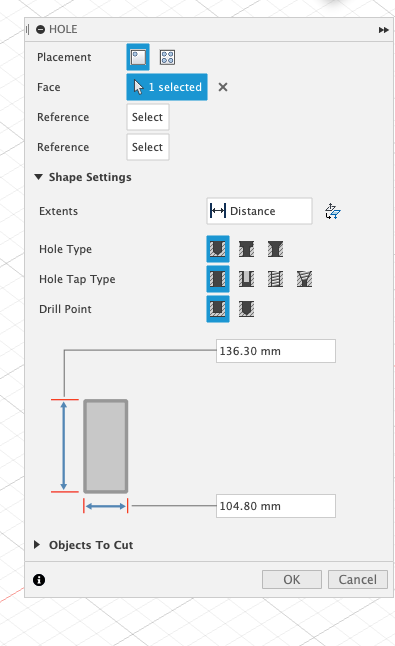 HOLE
Placement
Face 1 selected
Reference Select
Reference Select
Shape Settings
Extents Distance
Hole Type
Hole Tap Type
Drill Point
136.30 mm
104.80 mm
Objects To Cut
OK Cancel